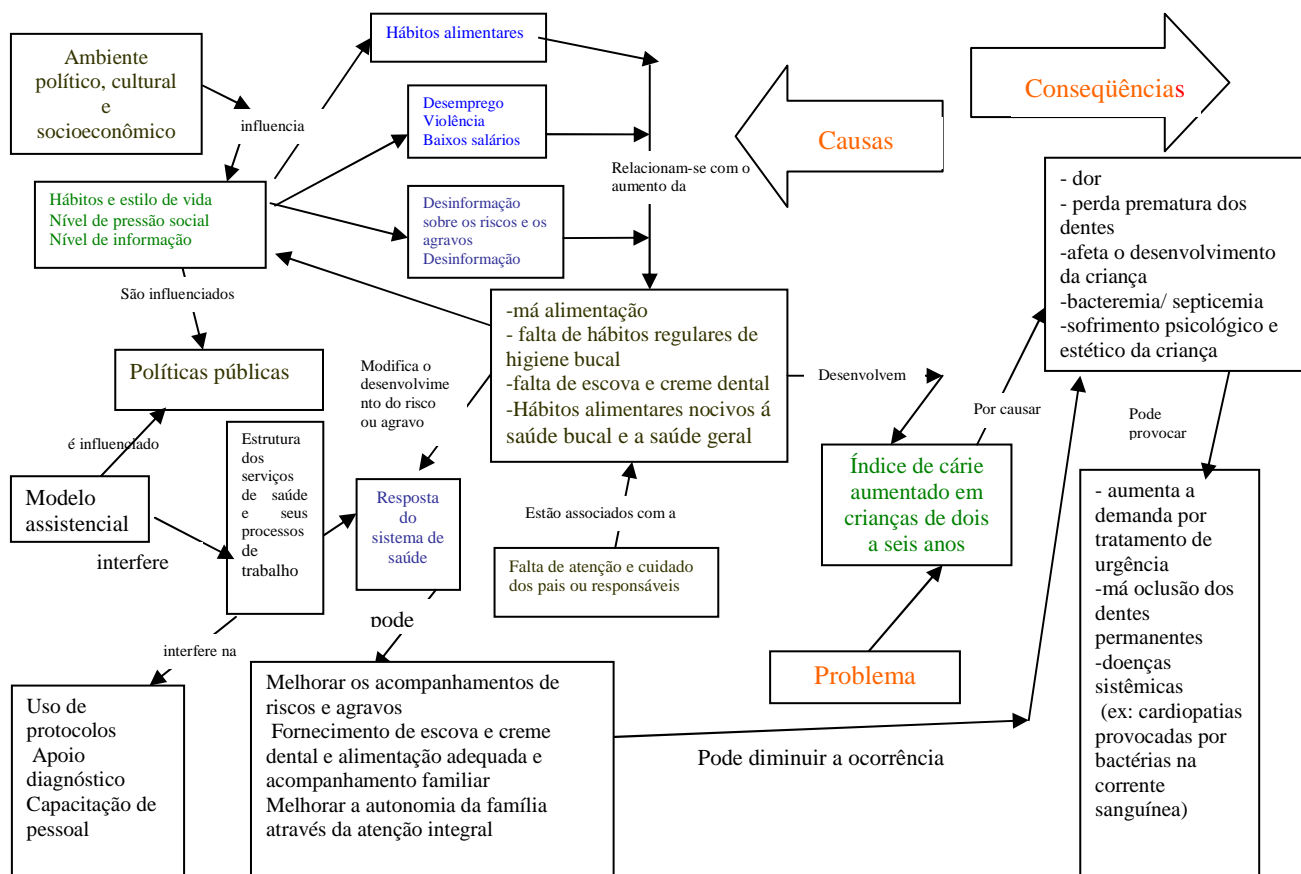 Ambiente
político, cultural
e
socioeconômico
influencia
Hábitos alimentares
Desemprego
Violência
Baixos salários
Relacionam-se com o
aumento da
Causas
Conseqüências
Hábitos e estilo de vida
Nível de pressão social
Nível de informação
Desinformação
sobre os riscos e os
agravos
Desinformação
- dor
- perda prematura dos
dentes
-afeta o desenvolvimento
da criança
-bacteremia/ septicemia
-sofrimento psicológico e
estético da criança
São influenciados
Políticas públicas
Modifica o
desenvolvime
nto do risco
ou agravo
-má alimentação
- falta de hábitos regulares de
higiene bucal
-falta de escova e creme dental
-Hábitos alimentares nocivos á
saúde bucal e a saúde geral
Desenvolvem
Por causar
Pode
provocar
é influenciado
Modelo
assistencial
interfere
Estrutura
dos
serviços
de saúde
e seus
processos
de
trabalho
Resposta
do
sistema de
saúde
Estão associados com a
Falta de atenção e cuidado
dos pais ou responsáveis
Índice de cárie
aumentado em
crianças de dois
a seis anos
Problema
- aumenta a
demanda por
tratamento de
urgência
-má oclusão dos
dentes
permanentes
-doenças
sistêmicas
(ex: cardiopatias
provocadas por
bactérias na
corrente
sanguínea)
interfere na
pode
Uso de
protocolos
Apoio
diagnóstico
Capacitação de
pessoal
Melhorar os acompanhamentos de
riscos e agravos
Fornecimento de escova e creme
dental e alimentação adequada e
acompanhamento familiar
Melhorar a autonomia da família
através da atenção integral
Pode diminuir a ocorrência